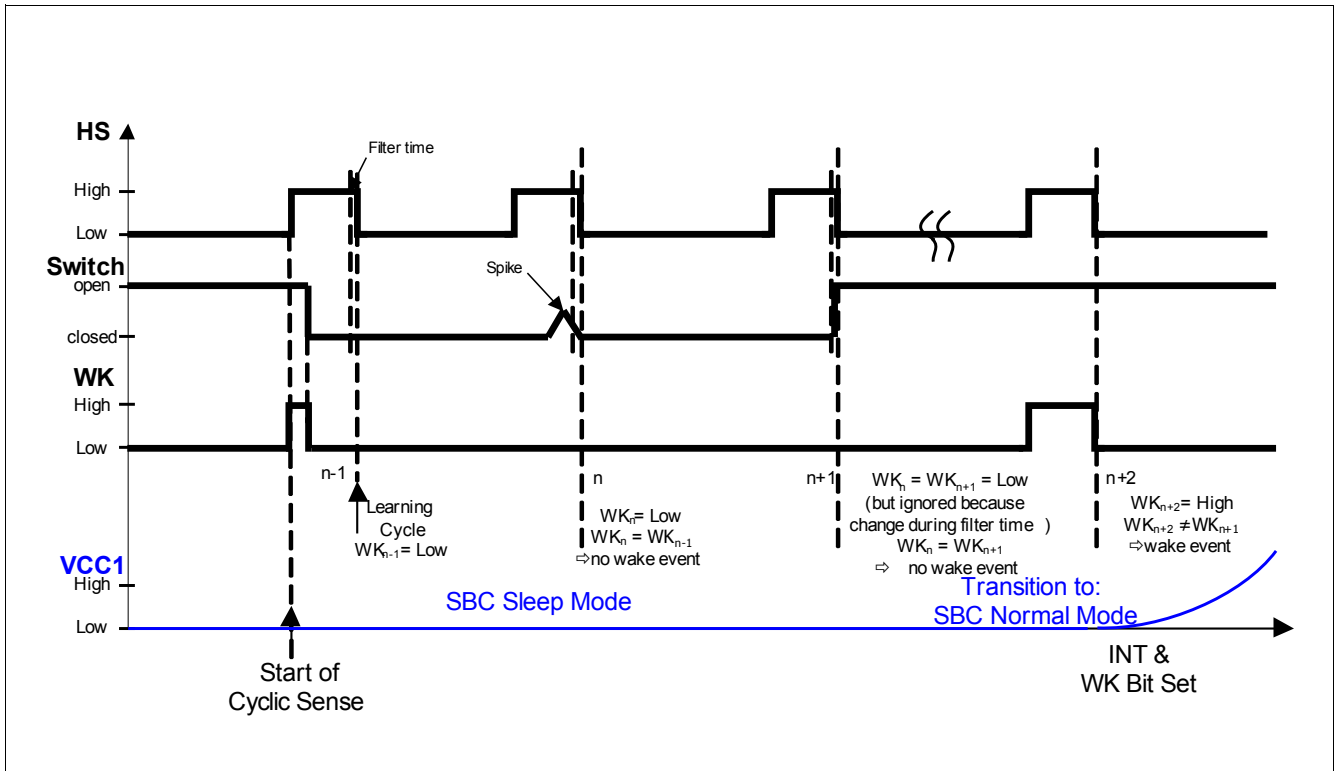 HS
Filter time
High
Low
Switch
open
Spike
closed
WK
High
Low
n-1
n
n+1
n+2
Learning
Cycle
WKn-1= Low
WKn= Low
WKn = WKn-1
⇨no wake event
WKn = WKn+1 = Low
(but ignored because
change during filter time )
WKn = WKn+1
⇨ no wake event
WKn+2= High
WKn+2 ≠WKn+1
⇨wake event
VCC1
High
Low
SBC Sleep Mode
Transition to:
SBC Normal Mode
Start of
Cyclic Sense
INT &
WK Bit Set